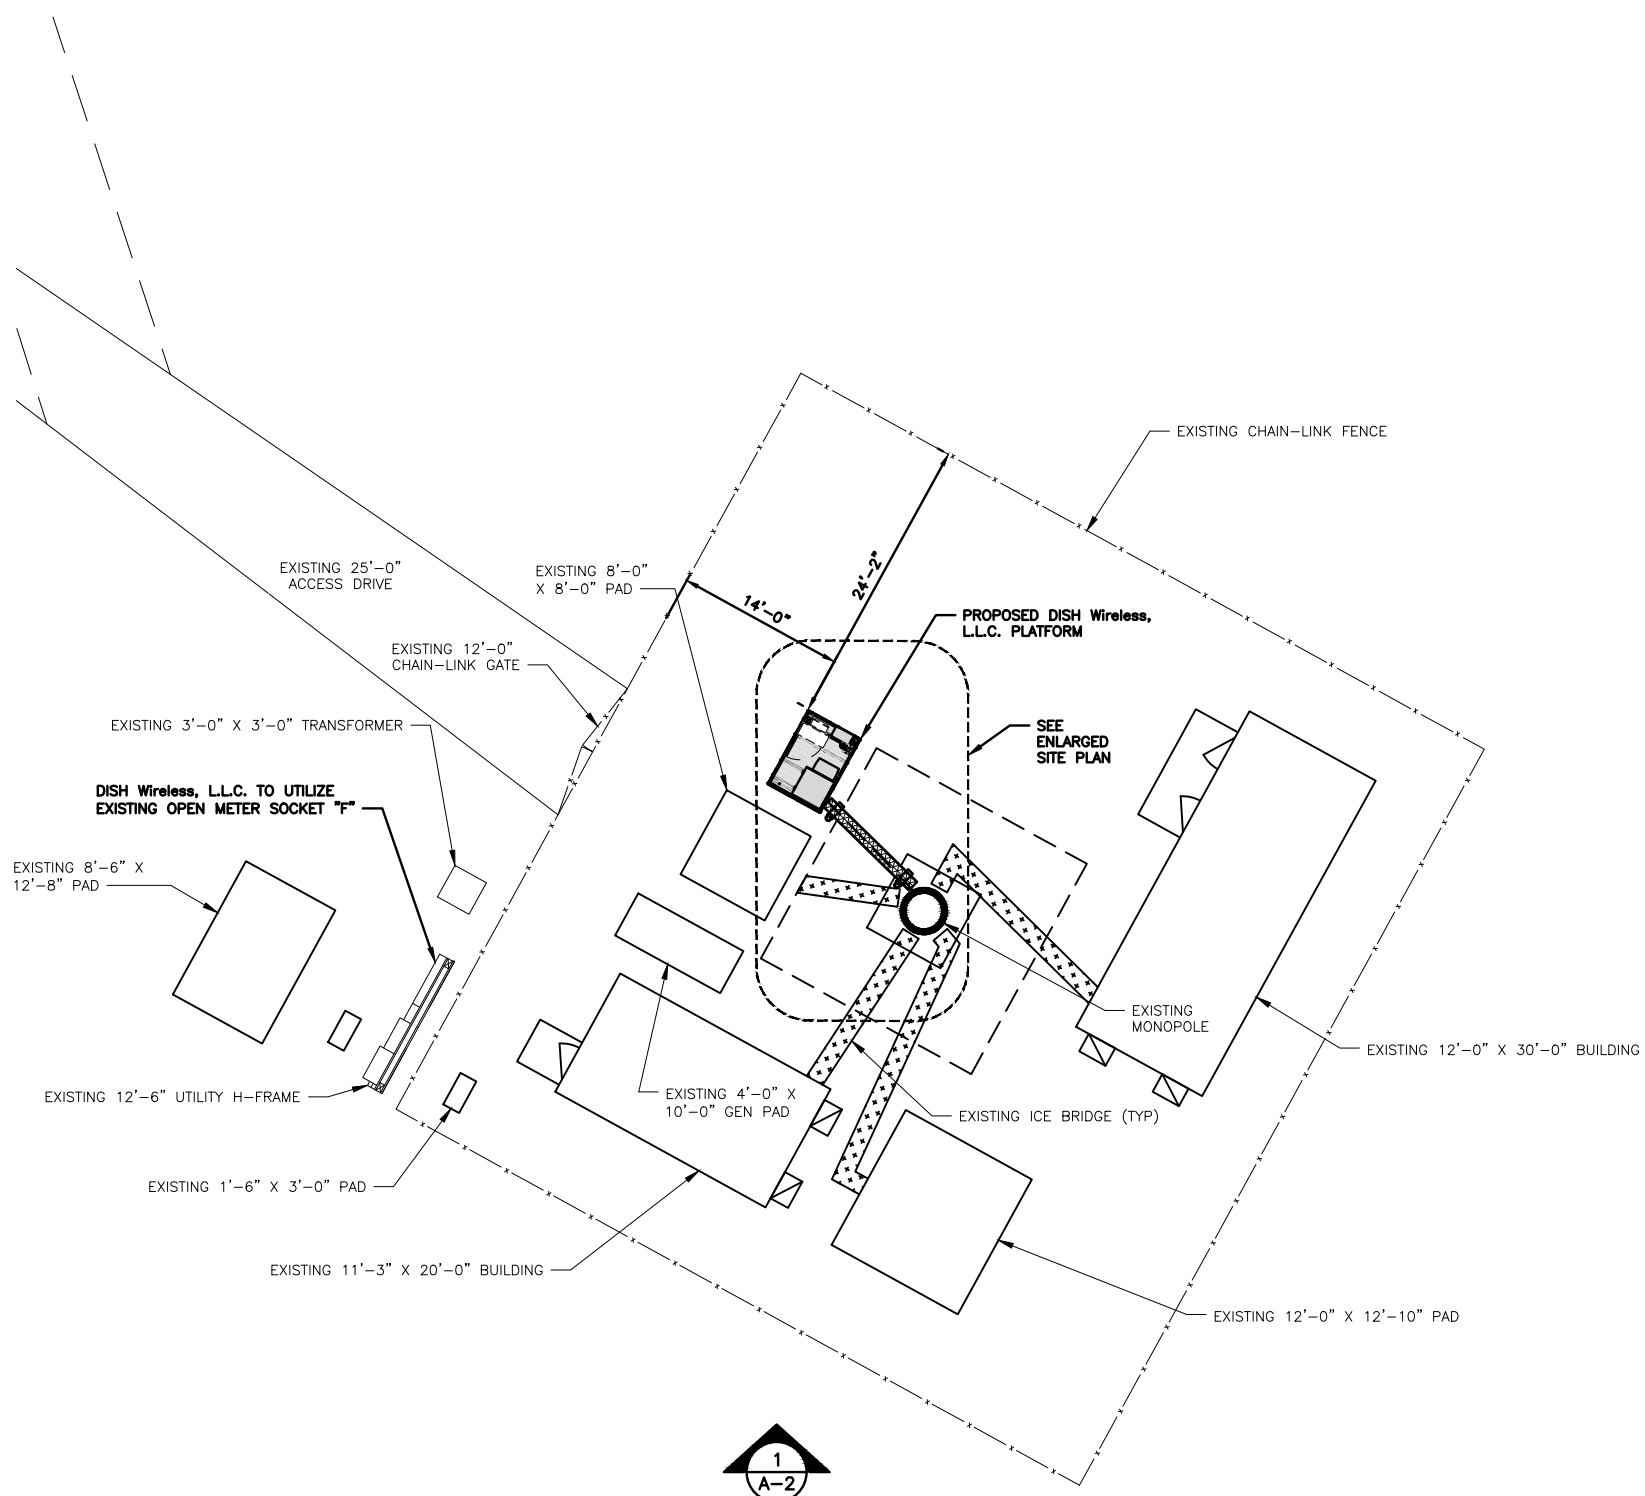 EXISTING CHAIN-LINK FENCE
EXISTING 25'-0"
ACCESS DRIVE
EXISTING 8'-0"
X 8'-0" PAD
24'-2"
14'-0"
PROPOSED DISH Wireless,
L.L.C. PLATFORM
EXISTING 12'-0"
CHAIN-LINK GATE
EXISTING 3'-0" X 3'-0" TRANSFORMER
SEE
ENLARGED
SITE PLAN
DISH Wireless, L.L.C. TO UTILIZE
EXISTING OPEN METER SOCKET "F"
EXISTING 8'-6" X
12'-8" PAD
EXISTING
MONOPOLE
EXISTING 12'-0" X 30'-0" BUILDING
EXISTING 12'-6" UTILITY H-FRAME
EXISTING 4'-0" X
10'-0" GEN PAD
EXISTING ICE BRIDGE (TYP)
EXISTING 1'-6" X 3'-0" PAD
EXISTING 11'-3" X 20'-0" BUILDING
EXISTING 12'-0" X 12'-10" PAD
1
A-2